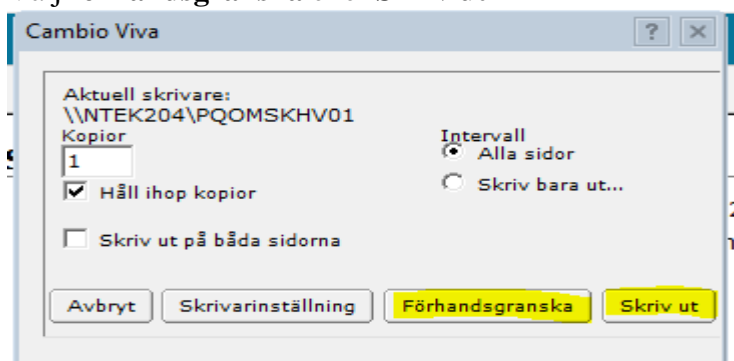 Cambio Viva
?
Aktuell skrivare:
\\NTEK204\PQOMSKHV01
Kopior
1
Håll ihop kopior
Skriv ut på båda sidorna
Intervall
Alla sidor
Skriv bara ut...
Avbryt
Skrivarinställning
Förhandsgranska
Skriv ut